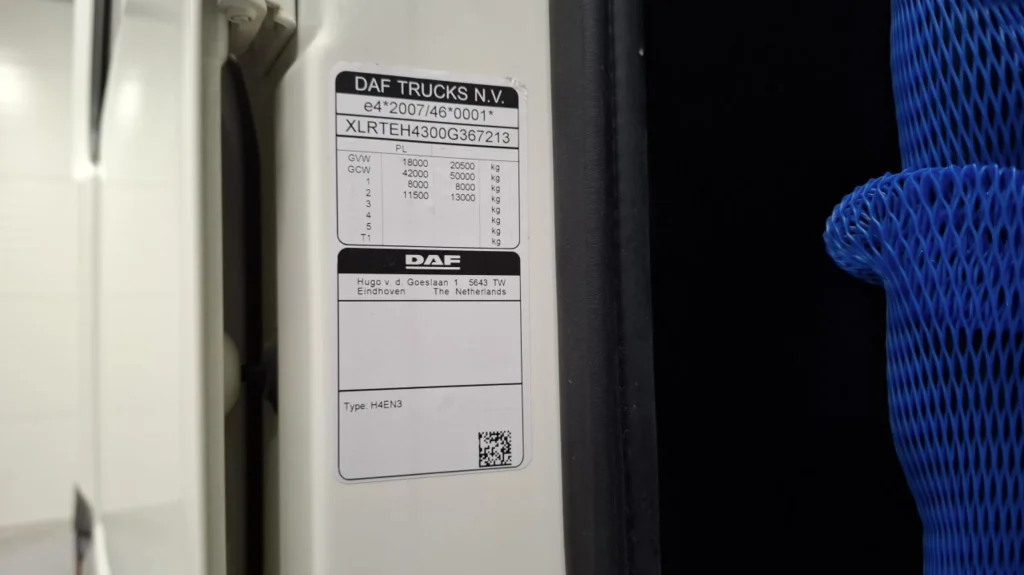 DAF TRUCKS N.V.
e4*2007/46*0001*
XLRTEH4300G367213
PL
GVW 18000 20500 kg
GCW 42000 50000 kg
1 8000 8000 kg
2 11500 13000 kg
3 kg
4 kg
5 kg
T1 kg
DAF
Hugo v. d. Goeslaan 1 5643 TW
Eindhoven The Netherlands
Type: H4EN3